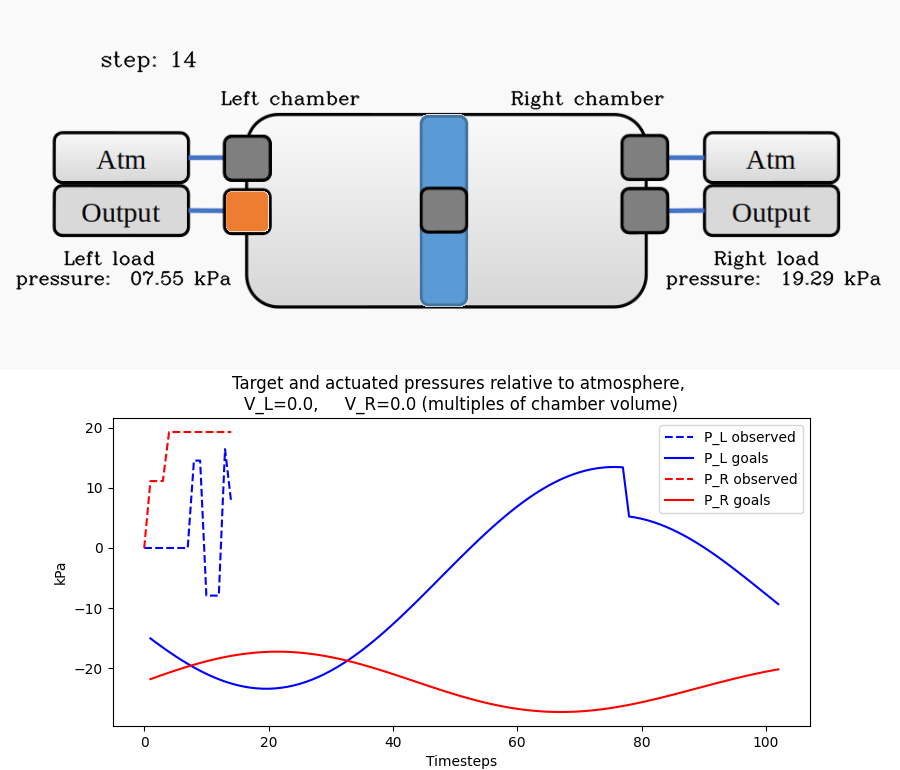 step: 14
Left chamber
Right chamber
Atm
Atm
Output
Output
Left load
pressure: 07.55 kPa
Right load
pressure: 19.29 kPa
Target and actuated pressures relative to atmosphere,
V_L=0.0, V_R=0.0 (multiples of chamber volume)
P_L observed
P_L goals
P_R observed
P_R goals
20
10
0
−10
−20
kPa
0 20 40 60 80 100
Timesteps